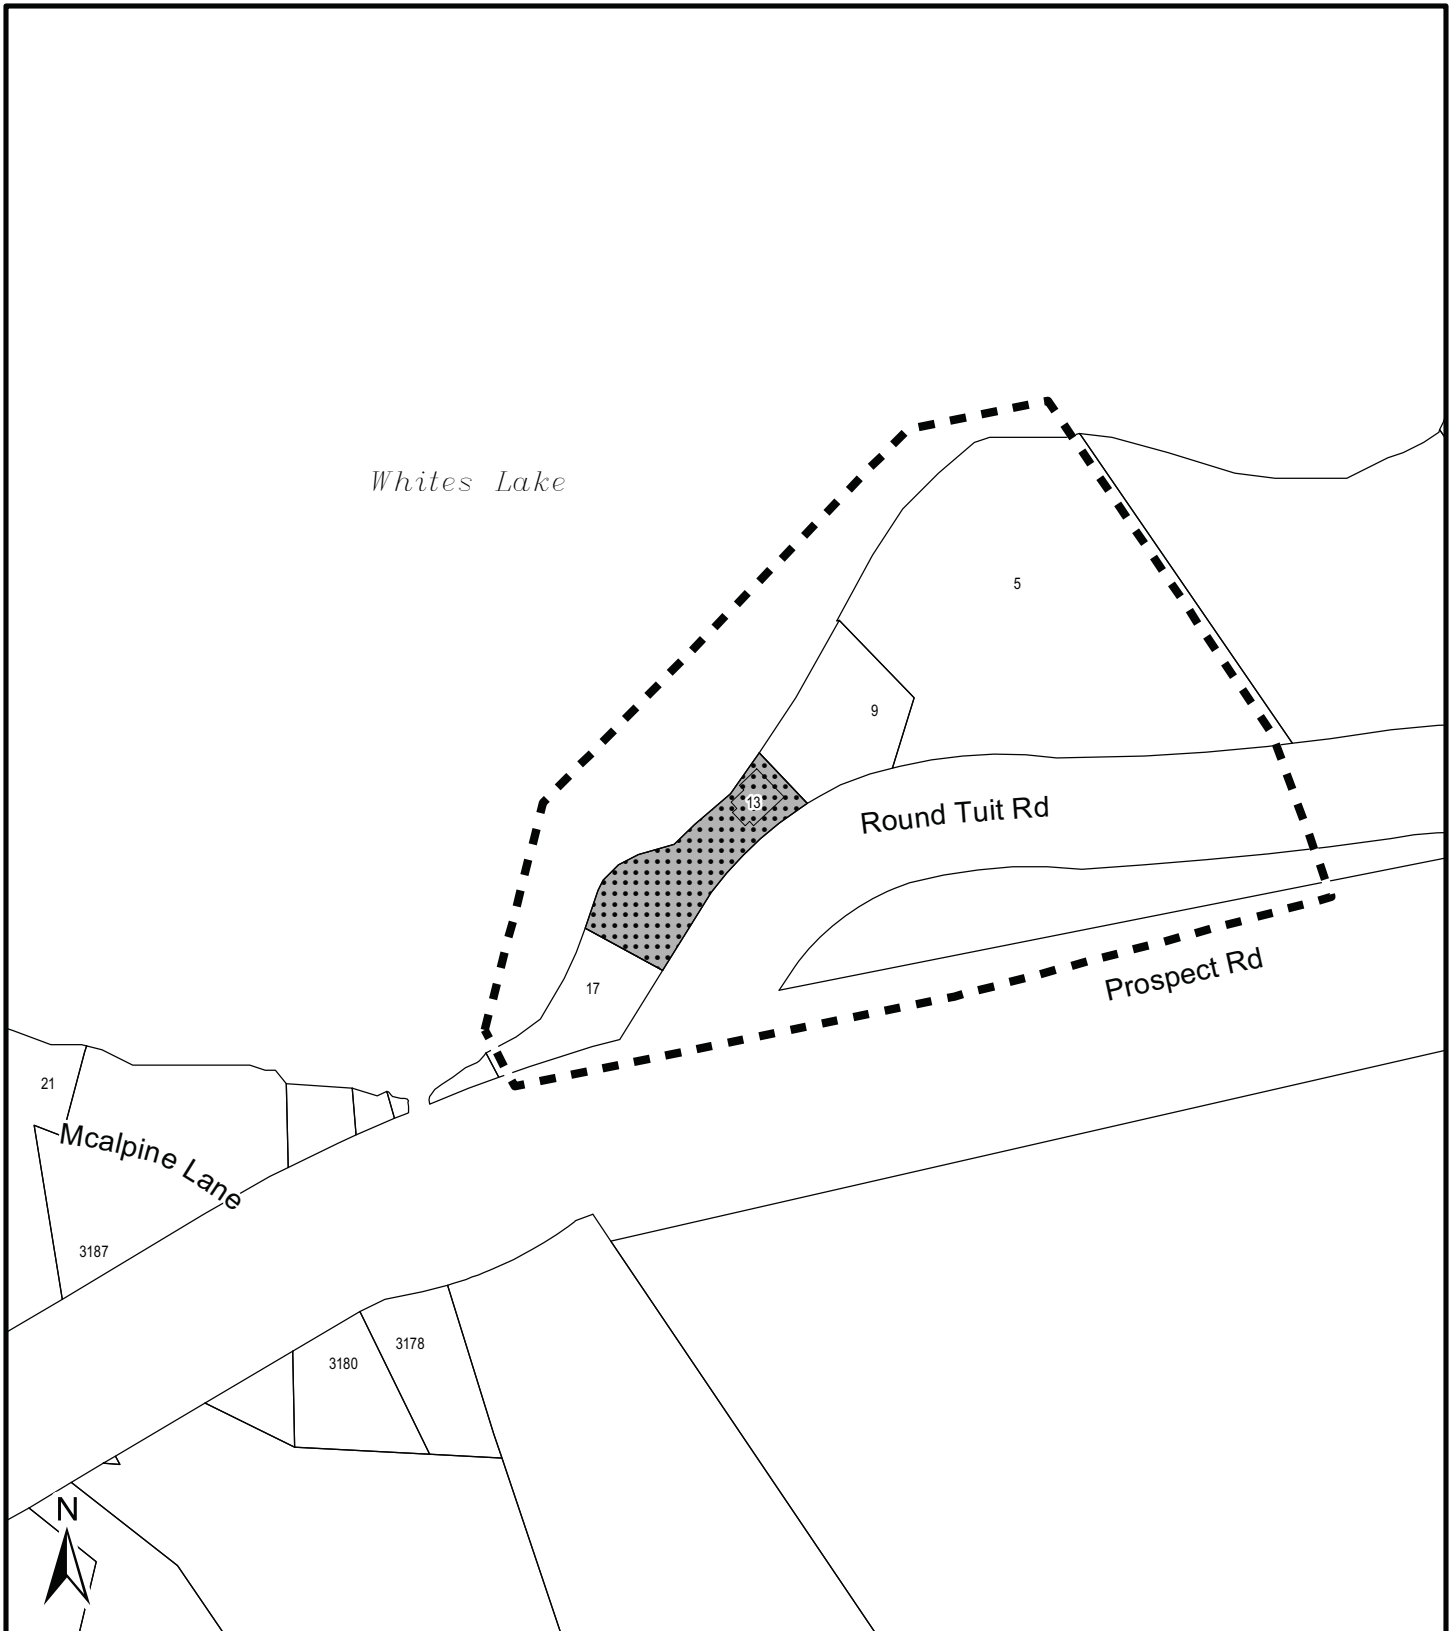 Whites Lake
5
9
13
Round Tuit Rd
Prospect Rd
17
21
Mcalpine Lane
3187
3178
3180
N